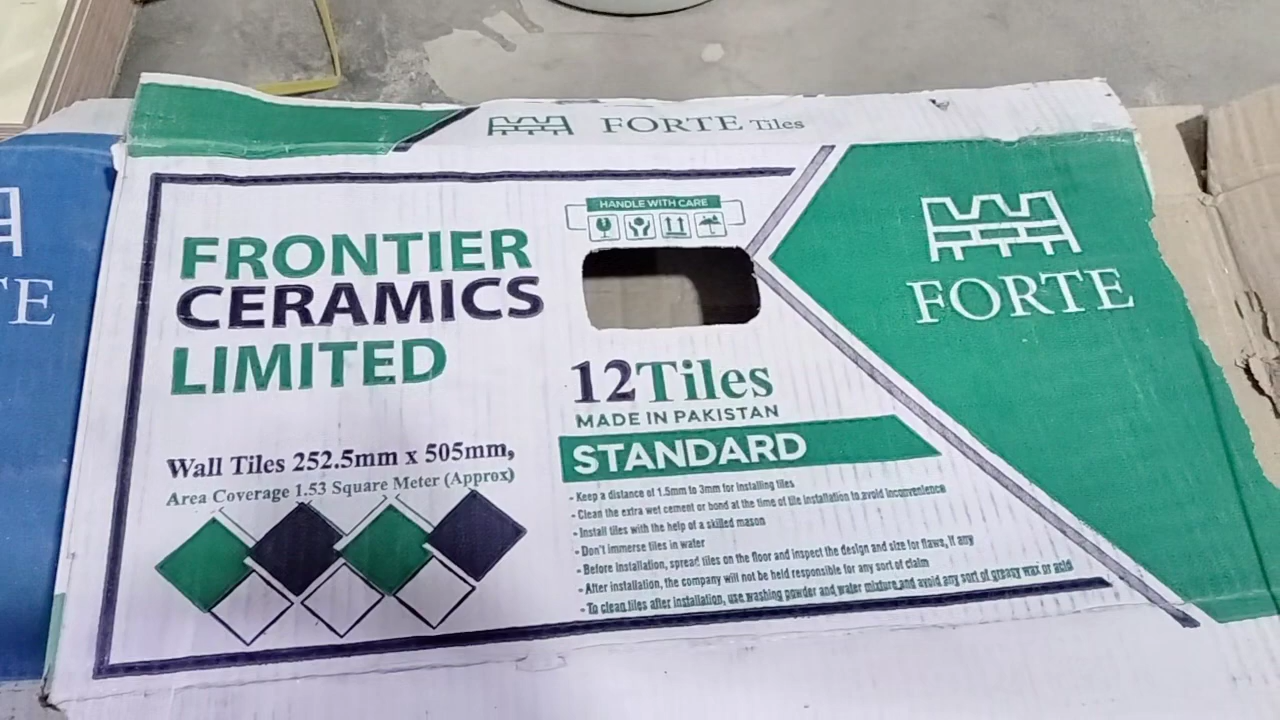 FORTE Tiles
HANDLE WITH CARE
FRONTIER
CERAMICS
LIMITED
Wall Tiles 252.5mm x 505mm,
Area Coverage 1.53 Square Meter (Approx)
12Tiles
MADE IN PAKISTAN
STANDARD
- Keep a distance of 1.5mm to 3mm for installing tiles
- Clean the extra wet cement or bond at the time of tile installation to avoid inconvenience
- Install tiles with the help of a skilled mason
- Don't immerse tiles in water
- Before installation, spread tiles on the floor and inspect the design and size for flaws, if any
- After installation, the company will not be held responsible for any sort of claim
- To clean tiles after installation, use washing powder and water mixture and avoid any sort of greasy wax or acid
FORTE
TE